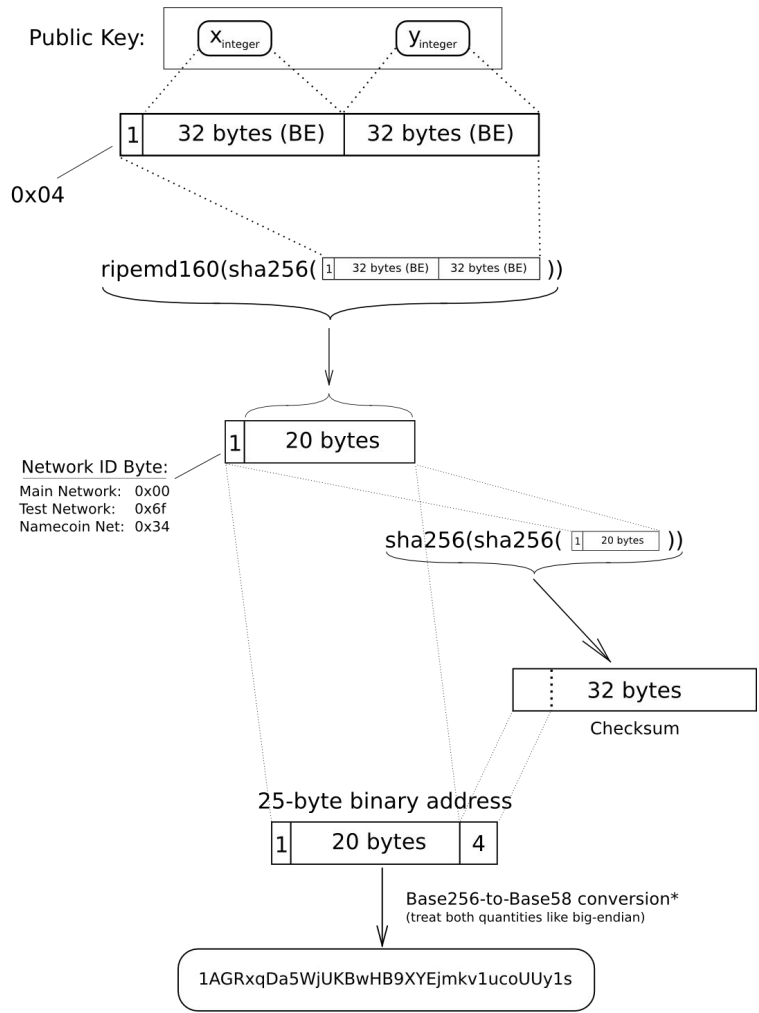 Public Key:
x integer
y integer
1 32 bytes (BE) 32 bytes (BE)
0x04
ripemd160(sha256( 1 32 bytes (BE) 32 bytes (BE) ))
1 20 bytes
Network ID Byte:
Main Network: 0x00
Test Network: 0x6f
Namecoin Net: 0x34
sha256(sha256( 1 20 bytes ))
32 bytes
Checksum
25-byte binary address
1 20 bytes 4
Base256-to-Base58 conversion*
(treat both quantities like big-endian)
1AGRxqDa5WjUKBwHB9XYEjmkv1ucoUUy1s